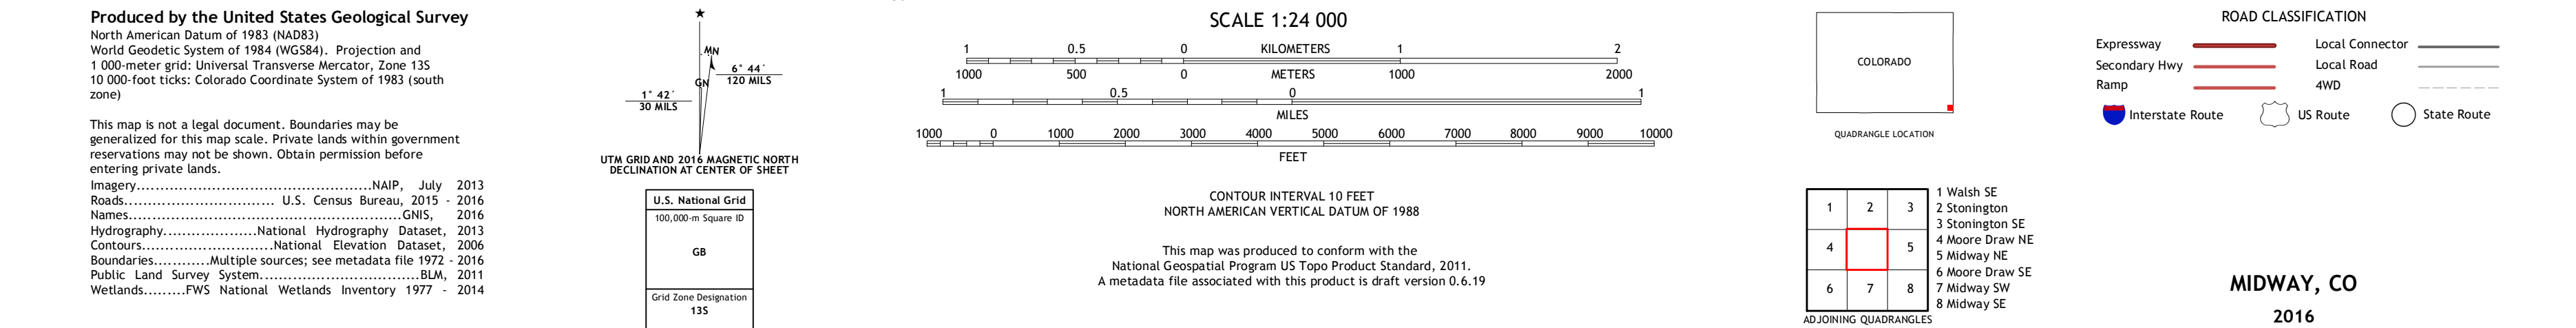 Produced by the United States Geological Survey
North American Datum of 1983 (NAD83)
World Geodetic System of 1984 (WGS84). Projection and
1 000-meter grid: Universal Transverse Mercator, Zone 13S
10 000-foot ticks: Colorado Coordinate System of 1983 (south
zone)
This map is not a legal document. Boundaries may be
generalized for this map scale. Private lands within government
reservations may not be shown. Obtain permission before
entering private lands.
Imagery..................................................NAIP, July 2013
Roads................................ U.S. Census Bureau, 2015 - 2016
Names..........................................................GNIS, 2016
Hydrography....................National Hydrography Dataset, 2013
Contours............................National Elevation Dataset, 2006
Boundaries...........Multiple sources; see metadata file 1972 - 2016
Public Land Survey System..................................BLM, 2011
Wetlands.........FWS National Wetlands Inventory 1977 - 2014
★
MN
GN
6° 44´
120 MILS
1° 42´
30 MILS
UTM GRID AND 2016 MAGNETIC NORTH
DECLINATION AT CENTER OF SHEET
U.S. National Grid
100,000-m Square ID
GB
Grid Zone Designation
13S
SCALE 1:24 000
1 0.5 0 KILOMETERS 1 2
1000 500 0 METERS 1000 2000
1 0.5 0 1
MILES
1000 0 1000 2000 3000 4000 5000 6000 7000 8000 9000 10000
FEET
CONTOUR INTERVAL 10 FEET
NORTH AMERICAN VERTICAL DATUM OF 1988
This map was produced to conform with the
National Geospatial Program US Topo Product Standard, 2011.
A metadata file associated with this product is draft version 0.6.19
COLORADO
QUADRANGLE LOCATION
1 2 3
4 5
6 7 8
1 Walsh SE
2 Stonington
3 Stonington SE
4 Moore Draw NE
5 Midway NE
6 Moore Draw SE
7 Midway SW
8 Midway SE
ADJOINING QUADRANGLES
ROAD CLASSIFICATION
Expressway Local Connector
Secondary Hwy Local Road
Ramp 4WD
Interstate Route US Route State Route
MIDWAY, CO
2016